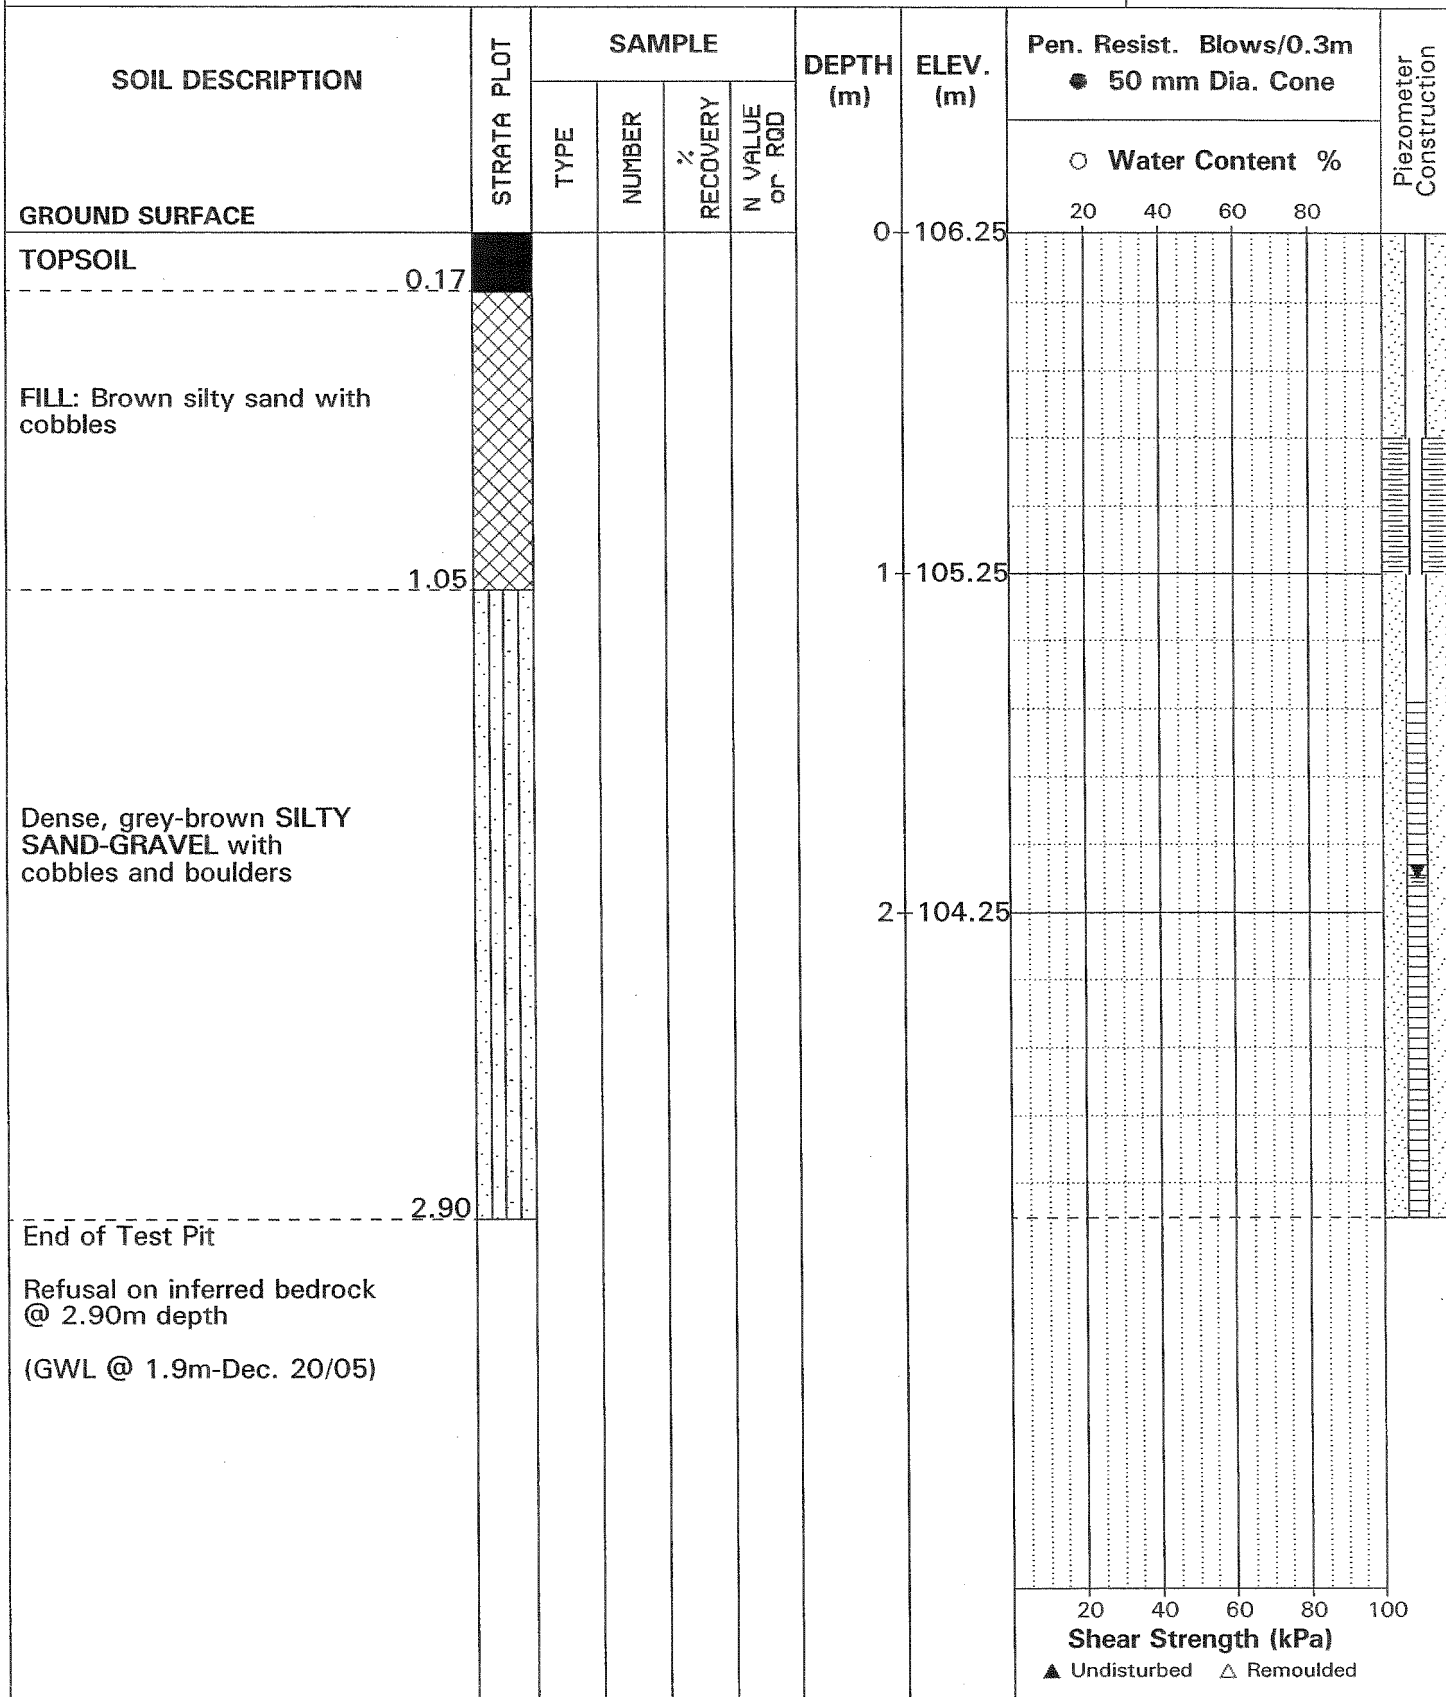 SOIL DESCRIPTION
STRATA PLOT
SAMPLE
TYPE
NUMBER
%
RECOVERY
N VALUE
or RQD
DEPTH
(m)
ELEV.
(m)
Pen. Resist. Blows/0.3m
● 50 mm Dia. Cone
○ Water Content %
20 40 60 80
Piezometer
Construction
GROUND SURFACE
0 106.25
TOPSOIL
0.17
FILL: Brown silty sand with
cobbles
1 105.25
1.05
Dense, grey-brown SILTY
SAND-GRAVEL with
cobbles and boulders
2 104.25
2.90
End of Test Pit
Refusal on inferred bedrock
@ 2.90m depth
(GWL @ 1.9m-Dec. 20/05)
20 40 60 80 100
Shear Strength (kPa)
▲ Undisturbed △ Remoulded